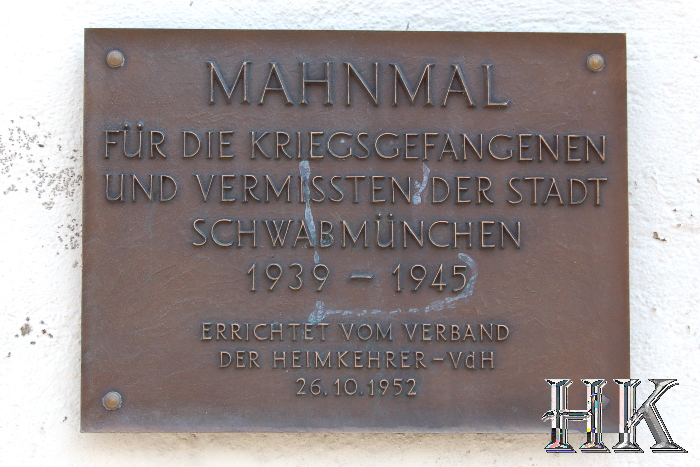 MAHNMAL
FÜR DIE KRIEGSGEFANGENEN
UND VERMISSTEN DER STADT
SCHWABMÜNCHEN
1939 – 1945
ERRICHTET VOM VERBAND
DER HEIMKEHRER – VdH
26.10.1952
HK